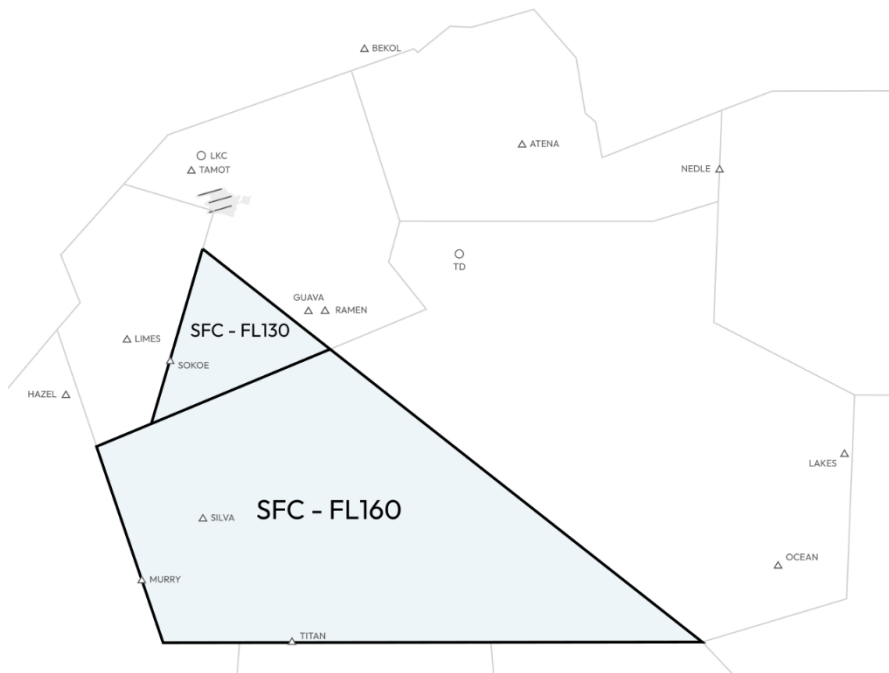 BEKOL
ATENA
LKC
TAMOT
NEDLE
TD
GUAVA
RAMEN
SFC - FL130
LIMES
SOKOE
HAZEL
LAKES
SFC - FL160
SILVA
OCEAN
MURRY
TITAN